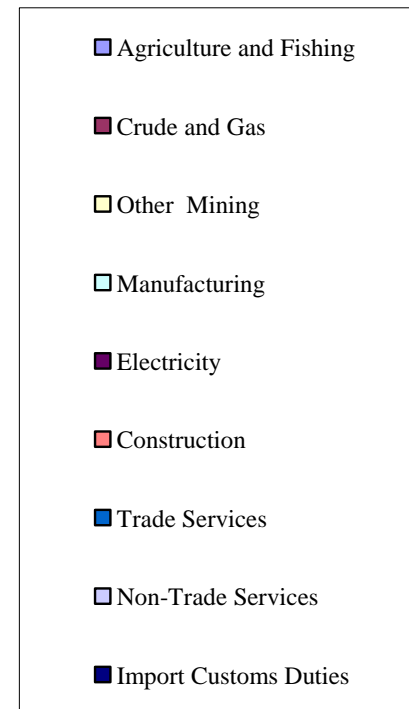 Agriculture and Fishing
Crude and Gas
Other  Mining
Manufacturing
Electricity
Construction
Trade Services
Non-Trade Services
Import Customs Duties